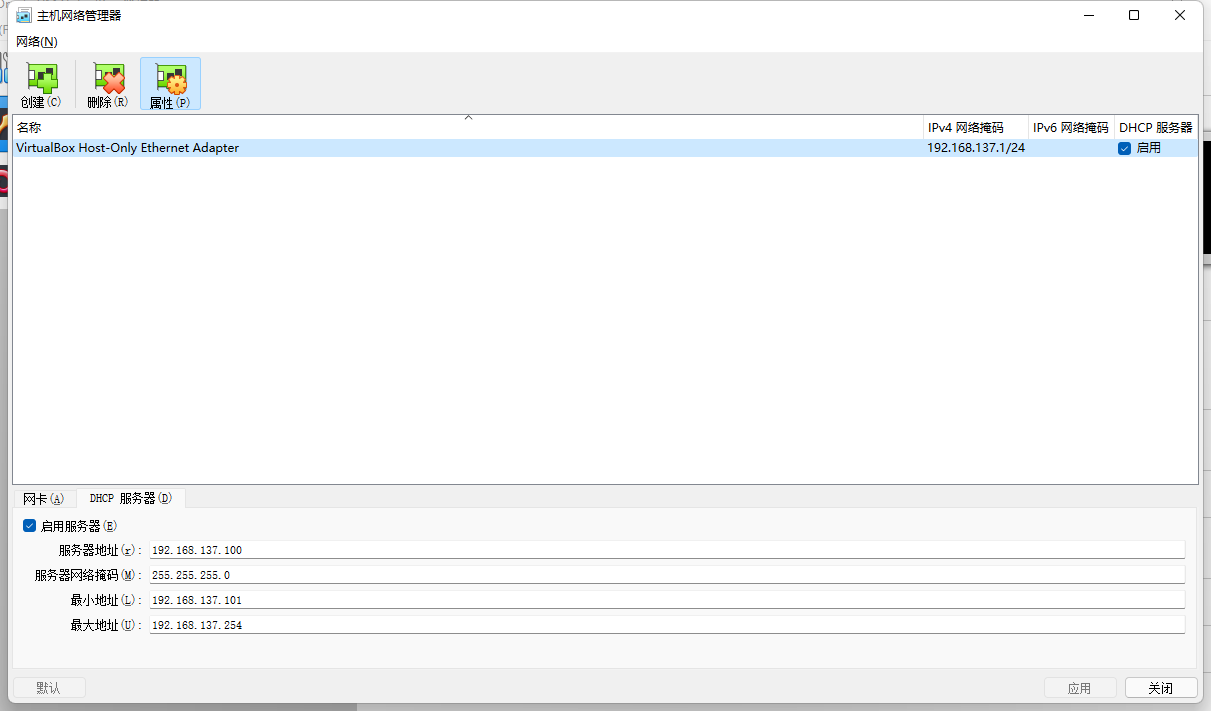 主机网络管理器
网络(N)
创建(C) 删除(R) 属性(P)
名称 IPv4 网络掩码 IPv6 网络掩码 DHCP 服务器
VirtualBox Host-Only Ethernet Adapter 192.168.137.1/24 启用
网卡(A) DHCP 服务器(D)
启用服务器(E)
服务器地址(r): 192.168.137.100
服务器网络掩码(M): 255.255.255.0
最小地址(L): 192.168.137.101
最大地址(U): 192.168.137.254
默认 应用 关闭